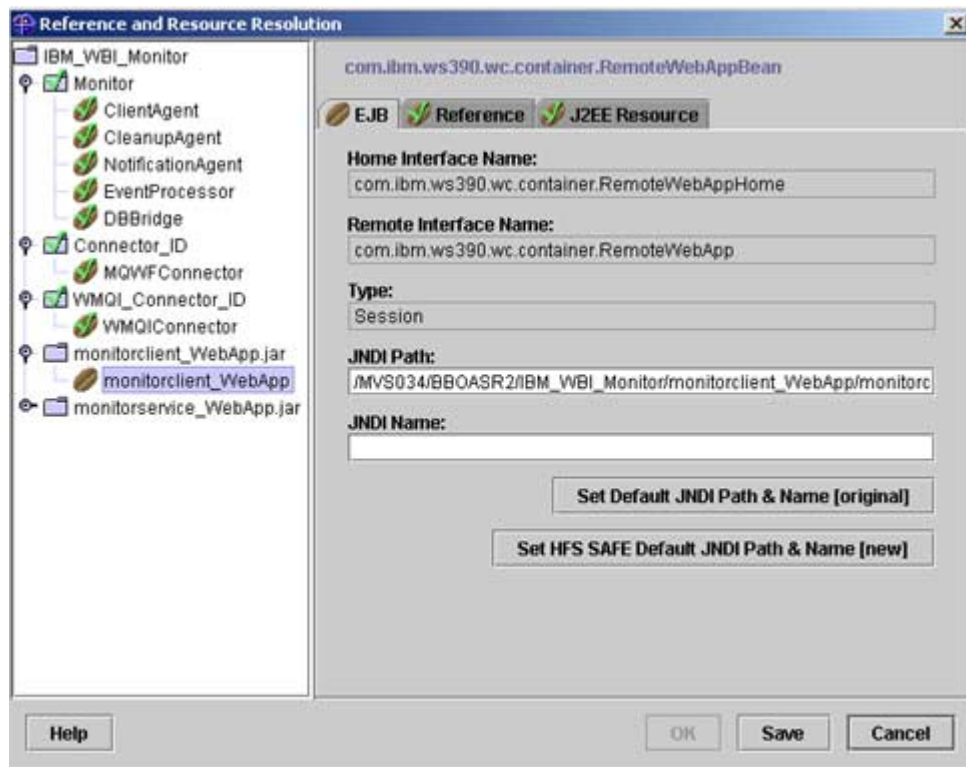 Reference and Resource Resolution
IBM_WBI_Monitor
Monitor
ClientAgent
CleanupAgent
NotificationAgent
EventProcessor
DBBridge
Connector_ID
MQWFConnector
WMQI_Connector_ID
WMQIConnector
monitorclient_WebApp.jar
monitorclient_WebApp
monitorservice_WebApp.jar
com.ibm.ws390.wc.container.RemoteWebAppBean
EJB Reference J2EE Resource
Home Interface Name:
com.ibm.ws390.wc.container.RemoteWebAppHome
Remote Interface Name:
com.ibm.ws390.wc.container.RemoteWebApp
Type:
Session
JNDI Path:
/MVS034/BBOASR2/IBM_WBI_Monitor/monitorclient_WebApp/monitorc
JNDI Name:
Set Default JNDI Path & Name [original]
Set HFS SAFE Default JNDI Path & Name [new]
Help OK Save Cancel